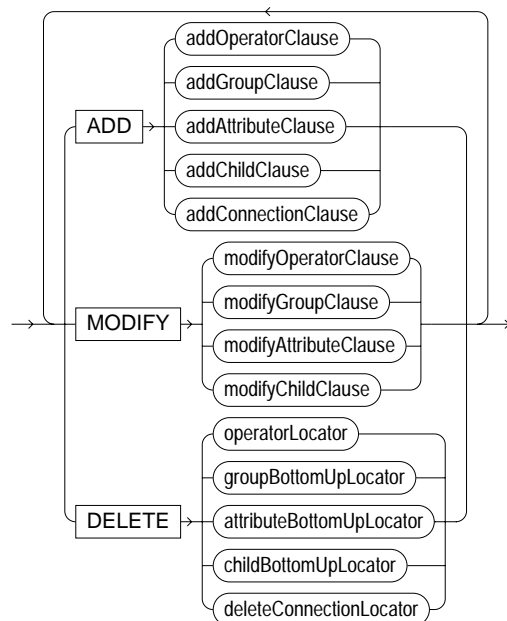 addOperatorClause
addGroupClause
ADD
addAttributeClause
addChildClause
addConnectionClause
modifyOperatorClause
modifyGroupClause
MODIFY
modifyAttributeClause
modifyChildClause
operatorLocator
groupBottomUpLocator
DELETE
attributeBottomUpLocator
childBottomUpLocator
deleteConnectionLocator